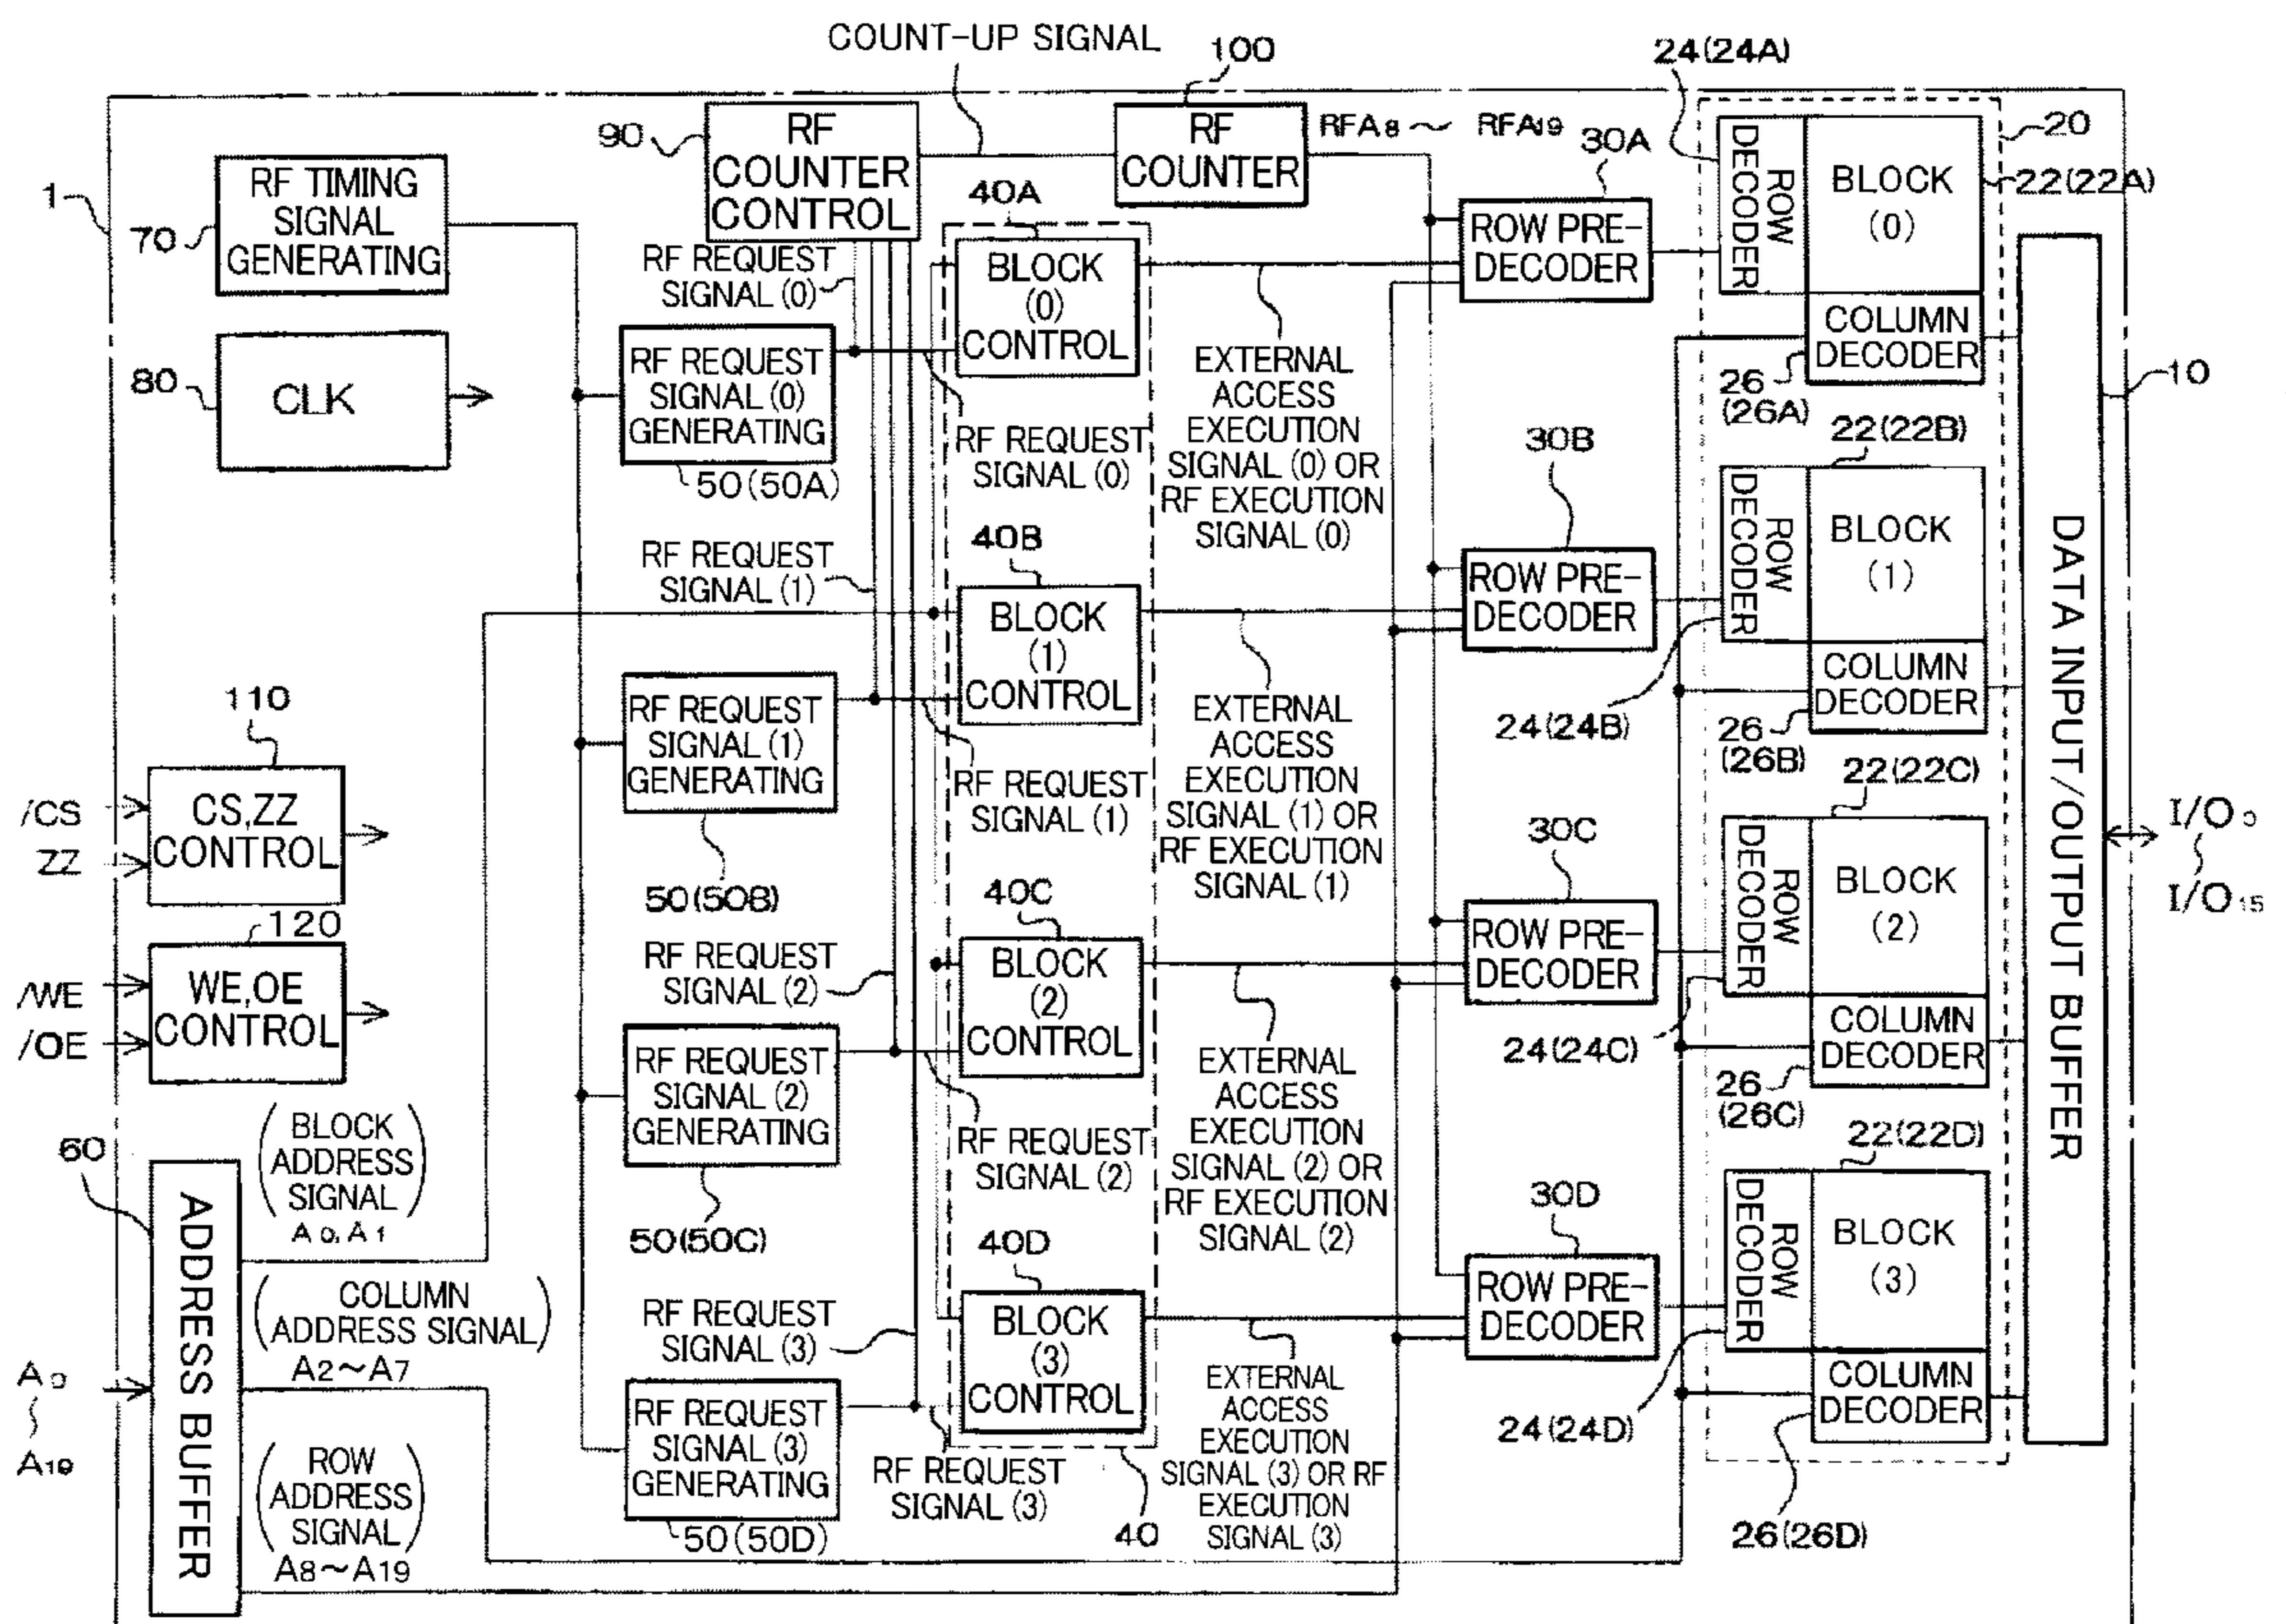 COUNT-UP SIGNAL
100
24(24A)
90
RF
COUNTER
CONTROL
RF
COUNTER
RFA8 ~ RFA19
30A
20
ROW
DECODER
BLOCK
(0)
22(22A)
1
RF TIMING
SIGNAL
GENERATING
70
40A
ROW PRE-
DECODER
RF REQUEST
SIGNAL (0)
BLOCK
(0)
CONTROL
COLUMN
DECODER
26
(26A)
10
80
CLK
RF REQUEST
SIGNAL (0)
GENERATING
50(50A)
RF REQUEST
SIGNAL (0)
EXTERNAL
ACCESS
EXECUTION
SIGNAL (0) OR
RF EXECUTION
SIGNAL (0)
30B
22(22B)
ROW
DECODER
BLOCK
(1)
DATA INPUT/OUTPUT BUFFER
RF REQUEST
SIGNAL (1)
40B
BLOCK
(1)
CONTROL
ROW PRE-
DECODER
COLUMN
DECODER
24(24B)
26
(26B)
110
RF REQUEST
SIGNAL (1)
GENERATING
50(50B)
RF REQUEST
SIGNAL (1)
EXTERNAL
ACCESS
EXECUTION
SIGNAL (1) OR
RF EXECUTION
SIGNAL (1)
22(22C)
/CS
ZZ
CS,ZZ
CONTROL
30C
ROW
DECODER
BLOCK
(2)
I/O0
I/O15
120
/WE
/OE
WE,OE
CONTROL
RF REQUEST
SIGNAL (2)
40C
BLOCK
(2)
CONTROL
ROW PRE-
DECODER
COLUMN
DECODER
24(24C)
26
(26C)
RF REQUEST
SIGNAL (2)
GENERATING
50(50C)
RF REQUEST
SIGNAL (2)
EXTERNAL
ACCESS
EXECUTION
SIGNAL (2) OR
RF EXECUTION
SIGNAL (2)
22(22D)
60
ADDRESS BUFFER
(BLOCK
ADDRESS
SIGNAL)
A0, A1
30D
ROW
DECODER
BLOCK
(3)
(COLUMN
ADDRESS SIGNAL)
A2~A7
RF REQUEST
SIGNAL (3)
40D
BLOCK
(3)
CONTROL
ROW PRE-
DECODER
COLUMN
DECODER
24(24D)
26(26D)
A0
A19
(ROW
ADDRESS
SIGNAL)
A8~A19
RF REQUEST
SIGNAL (3)
GENERATING
50(50D)
RF REQUEST
SIGNAL (3)
40
EXTERNAL
ACCESS
EXECUTION
SIGNAL (3) OR RF
EXECUTION
SIGNAL (3)